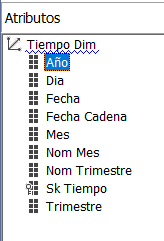 Atributos
Tiempo Dim
Año
Dia
Fecha
Fecha Cadena
Mes
Nom Mes
Nom Trimestre
Sk Tiempo
Trimestre